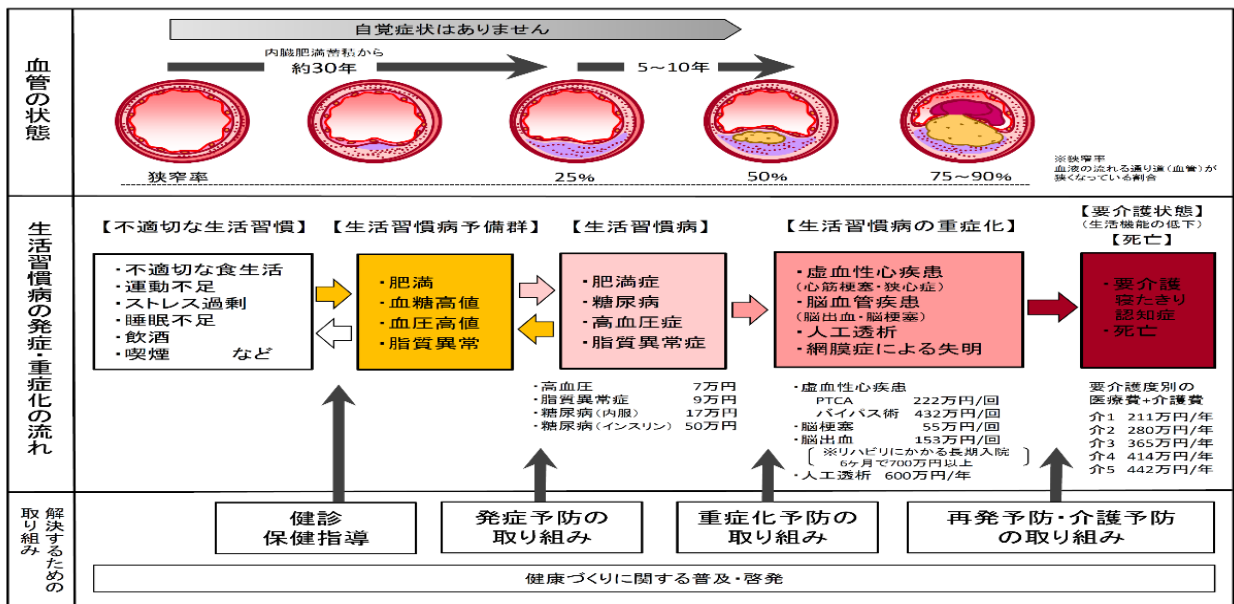 血管の状態
自覚症状はありません
内臓肥満蓄積から
約30年
5～10年
狭窄率
25%
50%
75～90%
※狭窄率
血液の流れる通り道(血管)が
狭くなっている割合
生活習慣病の発症・重症化の流れ
【不適切な生活習慣】
・不適切な食生活
・運動不足
・ストレス過剰
・睡眠不足
・飲酒
・喫煙 など
【生活習慣病予備群】
・肥満
・血糖高値
・血圧高値
・脂質異常
【生活習慣病】
・肥満症
・糖尿病
・高血圧症
・脂質異常症
・高血圧 7万円
・脂質異常症 9万円
・糖尿病(内服) 17万円
・糖尿病(インスリン) 50万円
【生活習慣病の重症化】
・虚血性心疾患
(心筋梗塞・狭心症)
・脳血管疾患
(脳出血・脳梗塞)
・人工透析
・網膜症による失明
・虚血性心疾患
PTCA 222万円/回
バイパス術 432万円/回
・脳梗塞 55万円/回
・脳出血 153万円/回
※リハビリにかかる長期入院
6ヶ月で700万円以上
・人工透析 600万円/年
【要介護状態】
(生活機能の低下)
【死亡】
・要介護
寝たきり
認知症
・死亡
要介護度別の
医療費+介護費
介1 211万円/年
介2 280万円/年
介3 365万円/年
介4 414万円/年
介5 442万円/年
解決するための
取り組み
健診
保健指導
発症予防の
取り組み
重症化予防の
取り組み
再発予防・介護予防
の取り組み
健康づくりに関する普及・啓発